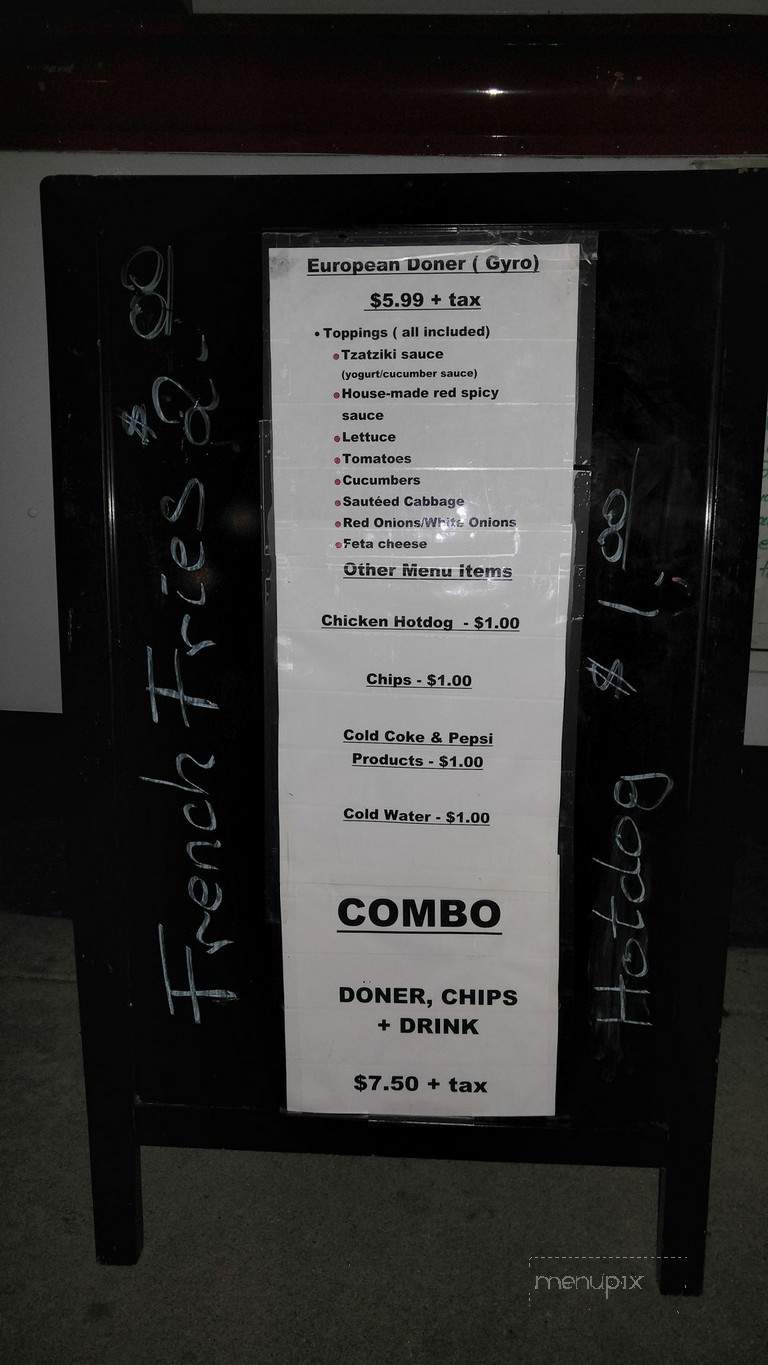 European Doner ( Gyro)
$5.99 + tax
• Toppings ( all included)
Tzatziki sauce
(yogurt/cucumber sauce)
House-made red spicy
sauce
Lettuce
Tomatoes
Cucumbers
Sautéed Cabbage
Red Onions/White Onions
Feta cheese
Other Menu items
Chicken Hotdog - $1.00
Chips - $1.00
Cold Coke & Pepsi
Products - $1.00
Cold Water - $1.00
COMBO
DONER, CHIPS
+ DRINK
$7.50 + tax
French Fries $2.00
Hotdog $1.00
menupix